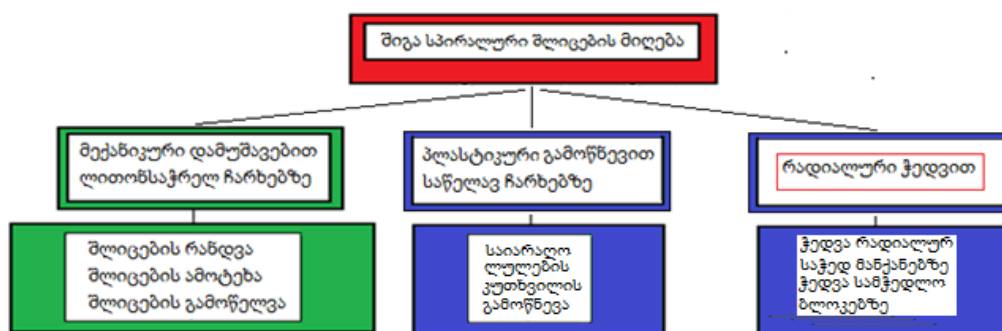 შიგა სპირალური შლიცების მიღება
მექანიკური დამუშავებით
ლითონსაჭრელ ჩარხებზე
პლასტიკური გამოწნევით
საწელავ ჩარხებზე
რადიალური ჭედვით
შლიცების რანდვა
შლიცების ამოტეხა
შლიცების გამოწელვა
საიარაღო
ლულების
კუთხვილის
გამოწნევა
ჭედვა რადიალურ
საჭედ მანქანებზე
ჭედვა სამჭედლო
ბლოკებზე